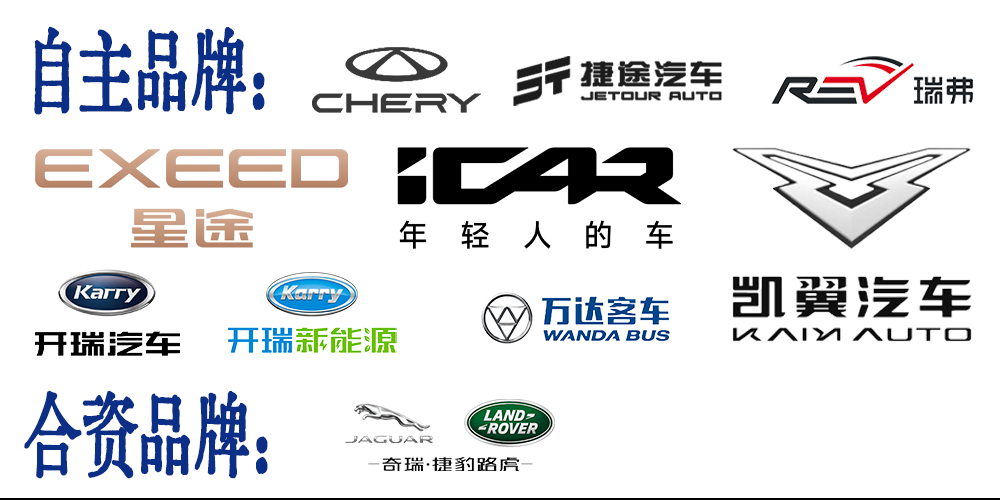 自主品牌：
CHERY
捷途汽车
JETOUR AUTO
REV 瑞弗
EXEED
星途
iCAR
年轻人的车
Karry
开瑞汽车
Karry
开瑞新能源
万达客车
WANDA BUS
凯翼汽车
KAIYI AUTO
合资品牌：
JAGUAR
LAND
ROVER
奇瑞·捷豹路虎